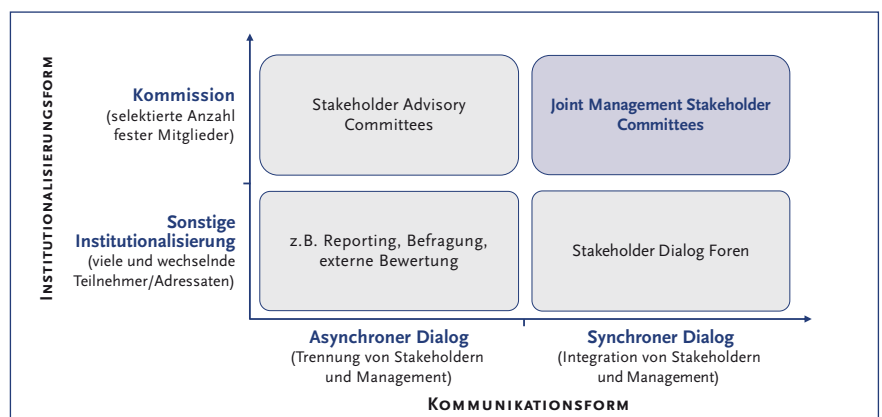 INSTITUTIONALISIERUNGSFORM
Kommission
(selektierte Anzahl
fester Mitglieder)
Stakeholder Advisory
Committees
Joint Management Stakeholder
Committees
Sonstige
Institutionalisierung
(viele und wechselnde
Teilnehmer/Adressaten)
z.B. Reporting, Befragung,
externe Bewertung
Stakeholder Dialog Foren
Asynchroner Dialog
(Trennung von Stakeholdern
und Management)
Synchroner Dialog
(Integration von Stakeholdern
und Management)
KOMMUNIKATIONSFORM